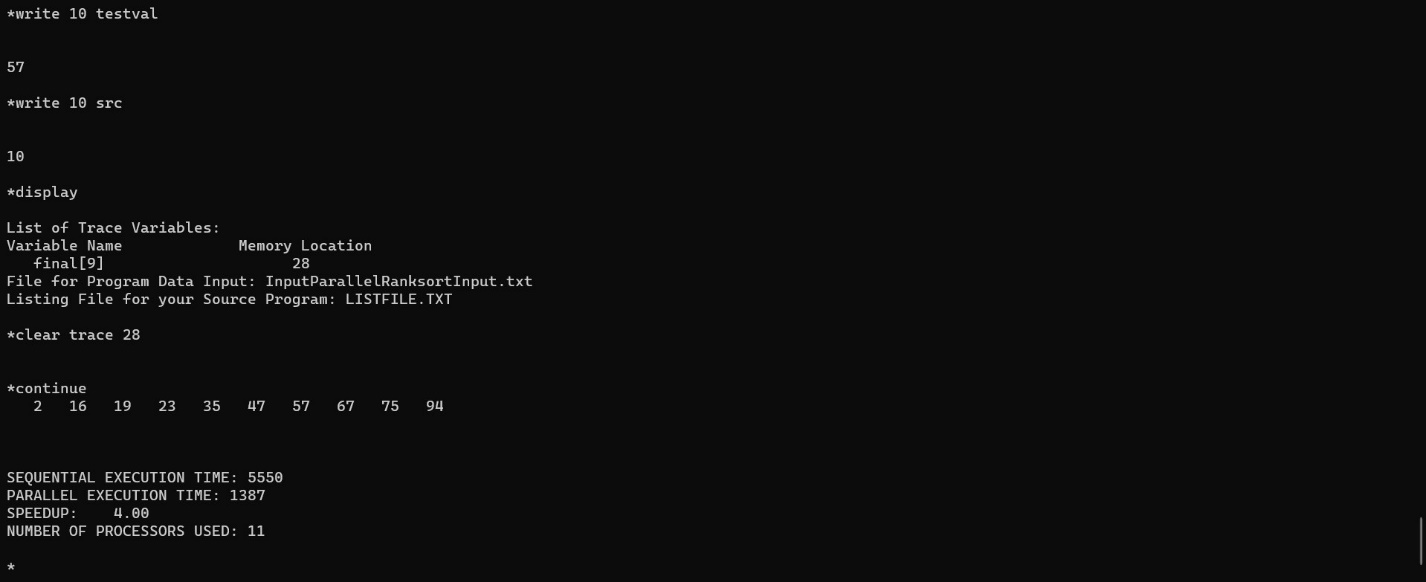 *write 10 testval
57
*write 10 src
10
*display
List of Trace Variables:
Variable Name Memory Location
final[9] 28
File for Program Data Input: InputParallelRanksortInput.txt
Listing File for your Source Program: LISTFILE.TXT
*clear trace 28
*continue
2 16 19 23 35 47 57 67 75 94
SEQUENTIAL EXECUTION TIME: 5550
PARALLEL EXECUTION TIME: 1387
SPEEDUP: 4.00
NUMBER OF PROCESSORS USED: 11
*